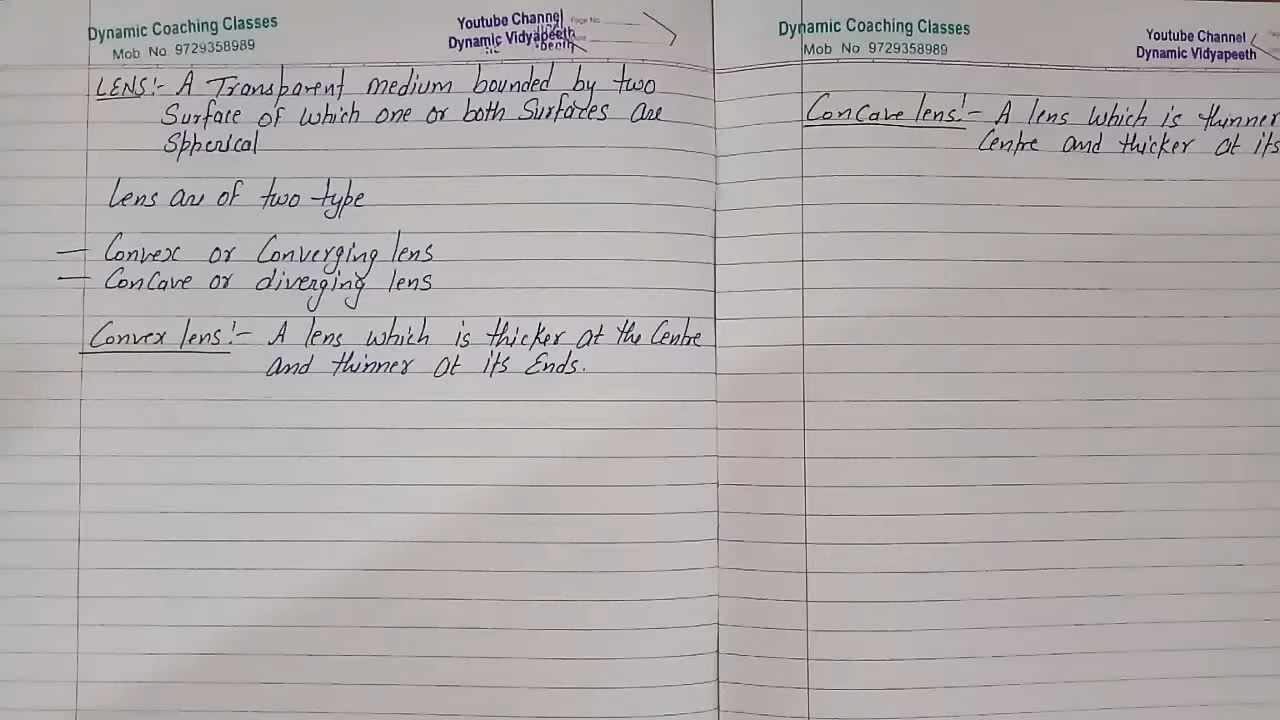 Dynamic Coaching Classes
Mob No. 9729358989
Youtube Channel
Dynamic Vidyapeeth
Page No.
LENS:- A Transparent medium bounded by two
Surface of which one or both Surfaces are
Spherical
Lens are of two type
— Convex or Converging lens
— Concave or diverging lens
Convex lens:- A lens which is thicker at the Centre
and thinner at its Ends.
Dynamic Coaching Classes
Mob No. 9729358989
Youtube Channel
Dynamic Vidyapeeth
Concave lens:- A lens which is thinner
Centre and thicker at its